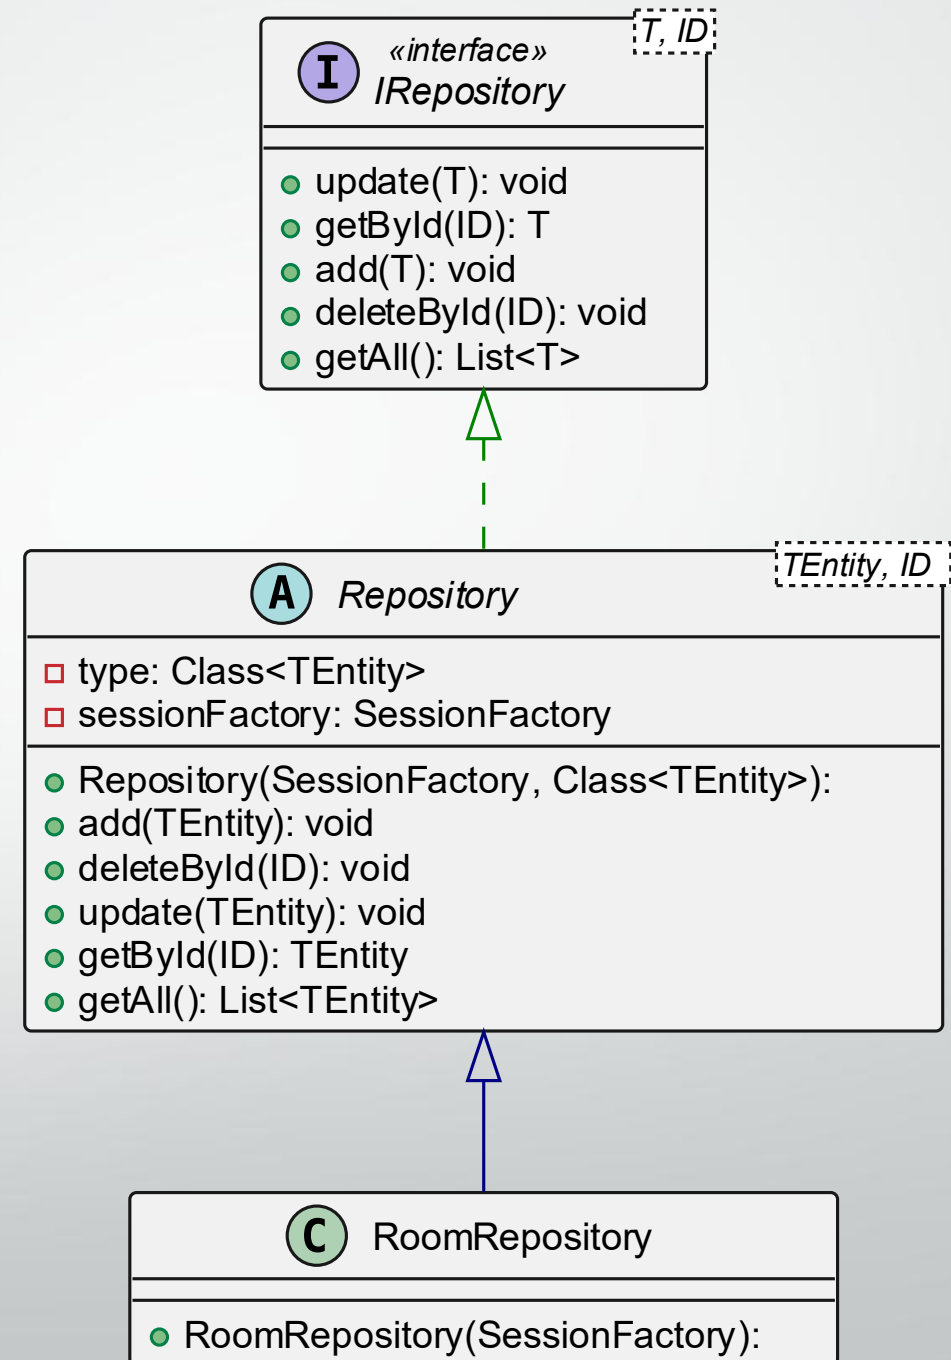 T, ID
I
«interface»
IRepository
update(T): void
getById(ID): T
add(T): void
deleteById(ID): void
getAll(): List<T>
TEntity, ID
A Repository
type: Class<TEntity>
sessionFactory: SessionFactory
Repository(SessionFactory, Class<TEntity>):
add(TEntity): void
deleteById(ID): void
update(TEntity): void
getById(ID): TEntity
getAll(): List<TEntity>
C RoomRepository
RoomRepository(SessionFactory):